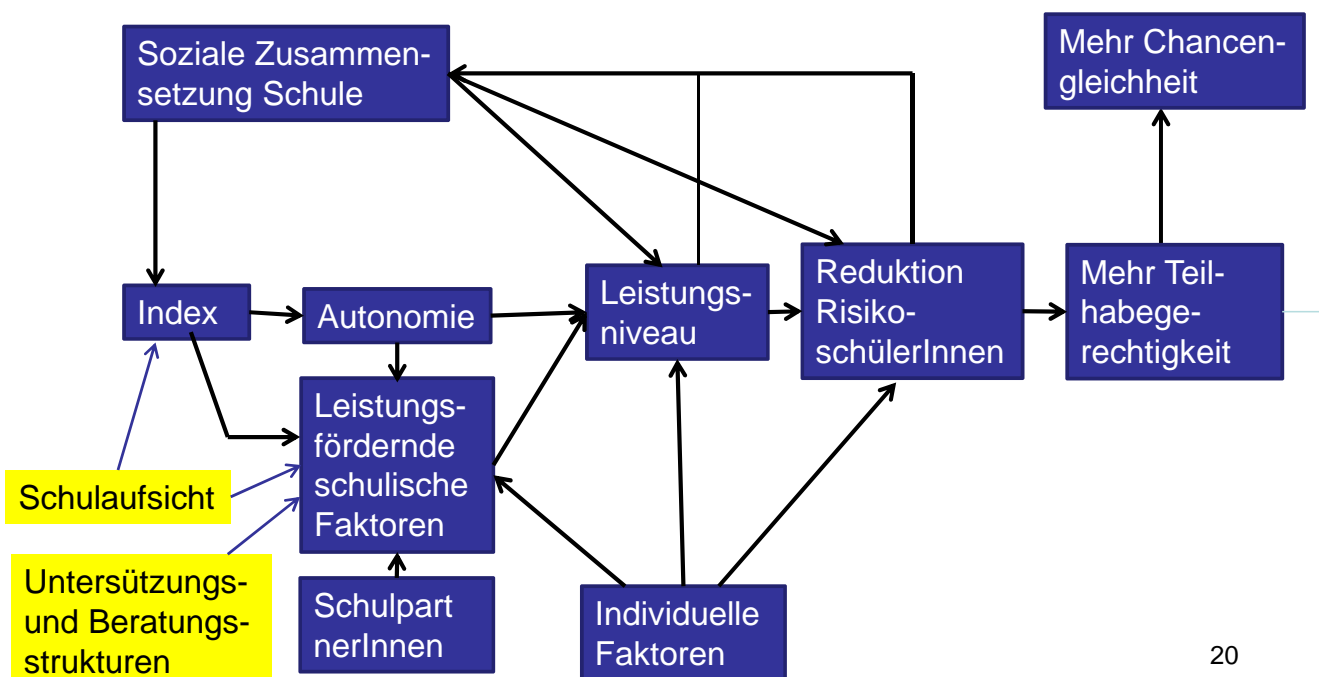 Soziale Zusammen-
setzung Schule
Mehr Chancen-
gleichheit
Index
Autonomie
Leistungs-
niveau
Reduktion
Risiko-
schülerInnen
Mehr Teil-
habege-
rechtigkeit
Leistungs-
fördernde
schulische
Faktoren
Schulaufsicht
Untersützungs-
und Beratungs-
strukturen
Schulpart
nerInnen
Individuelle
Faktoren
20